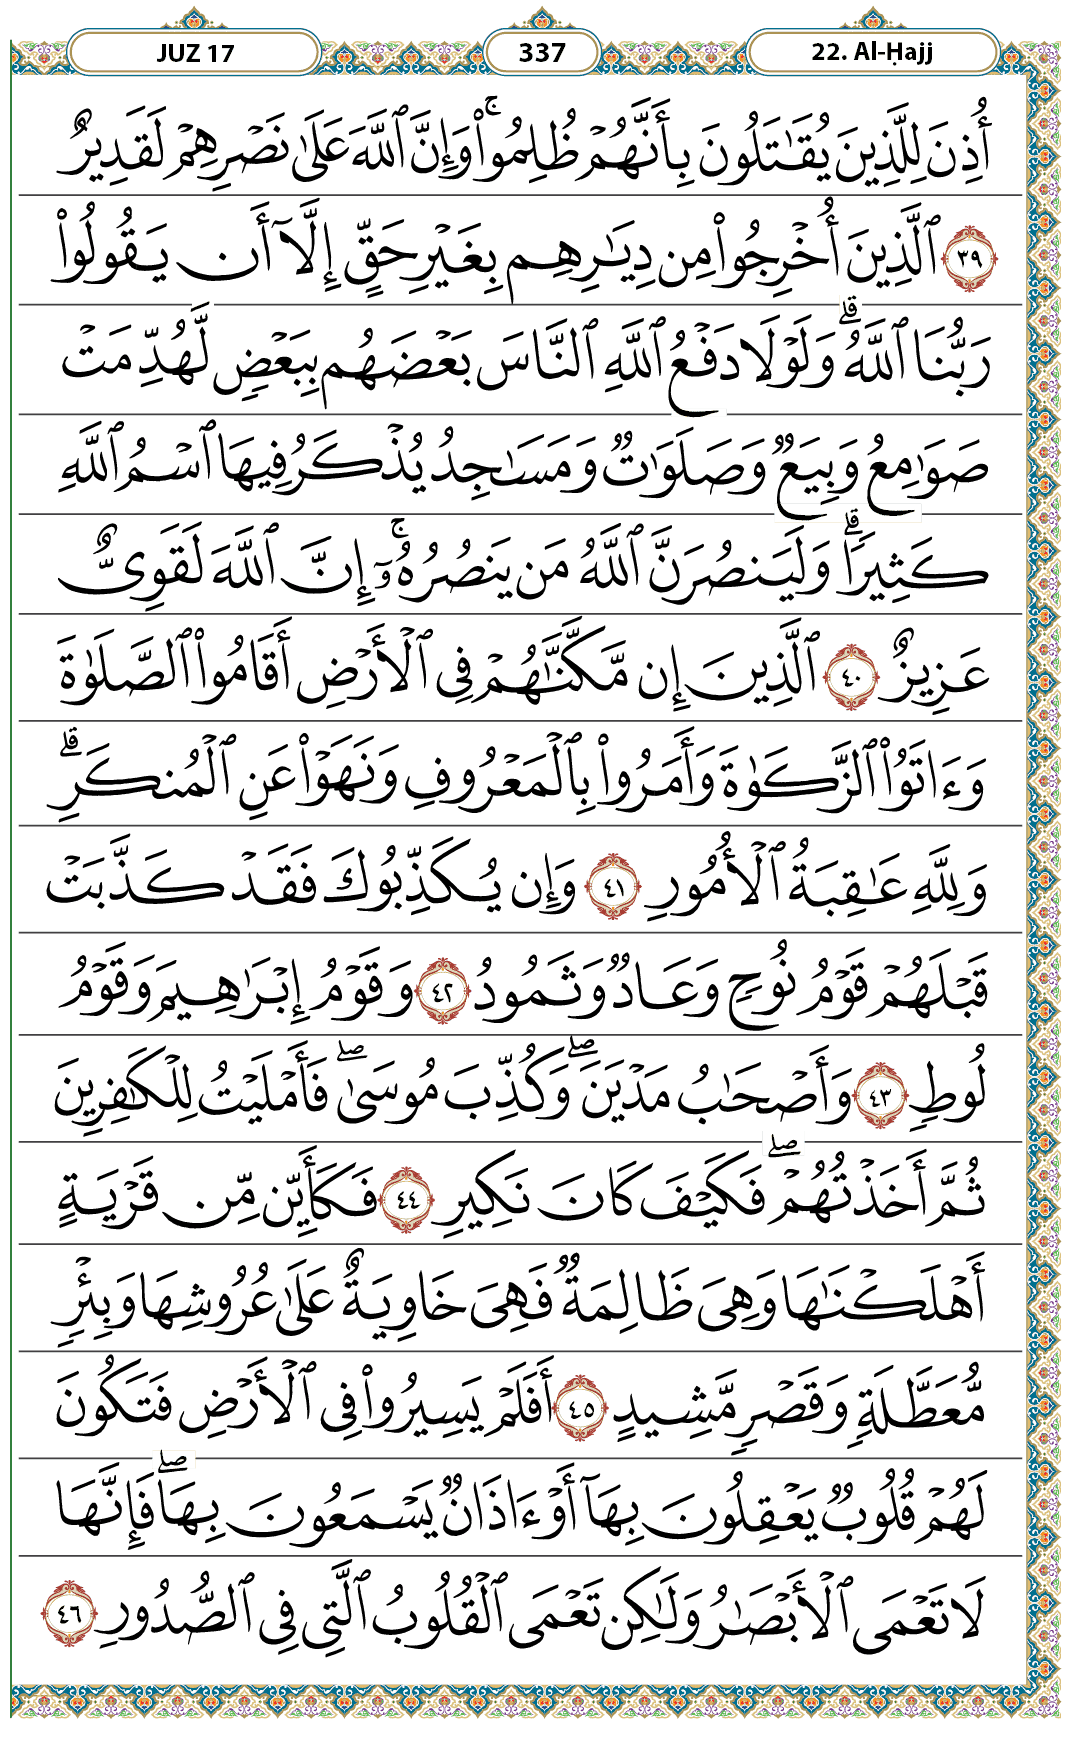 JUZ 17 337 22. Al-Ḥajj
أُذِنَ لِلَّذِينَ يُقَـٰتَلُونَ بِأَنَّهُمۡ ظُلِمُوا۟ۚ وَإِنَّ ٱللَّهَ عَلَىٰ نَصۡرِهِمۡ لَقَدِيرٌ
٣٩ ٱلَّذِينَ أُخۡرِجُوا۟ مِن دِيَـٰرِهِم بِغَيۡرِ حَقٍّ إِلَّآ أَن يَقُولُوا۟
رَبُّنَا ٱللَّهُۗ وَلَوۡلَا دَفۡعُ ٱللَّهِ ٱلنَّاسَ بَعۡضَهُم بِبَعۡضٍ لَّهُدِّمَتۡ
صَوَٰمِعُ وَبِيَعٌ وَصَلَوَٰتٌ وَمَسَـٰجِدُ يُذۡكَرُ فِيهَا ٱسۡمُ ٱللَّهِ
كَثِيرًاۗ وَلَيَنصُرَنَّ ٱللَّهُ مَن يَنصُرُهُۥٓۚ إِنَّ ٱللَّهَ لَقَوِىٌّ
عَزِيزٌ ٤٠ ٱلَّذِينَ إِن مَّكَّنَّـٰهُمۡ فِى ٱلۡأَرۡضِ أَقَامُوا۟ ٱلصَّلَوٰةَ
وَءَاتَوُا۟ ٱلزَّكَوٰةَ وَأَمَرُوا۟ بِٱلۡمَعۡرُوفِ وَنَهَوۡا۟ عَنِ ٱلۡمُنكَرِۗ
وَلِلَّهِ عَـٰقِبَةُ ٱلۡأُمُورِ ٤١ وَإِن يُكَذِّبُوكَ فَقَدۡ كَذَّبَتۡ
قَبۡلَهُمۡ قَوۡمُ نُوحٍ وَعَادٌ وَثَمُودُ ٤٢ وَقَوۡمُ إِبۡرَٰهِيمَ وَقَوۡمُ
لُوطٍ ٤٣ وَأَصۡحَـٰبُ مَدۡيَنَۖ وَكُذِّبَ مُوسَىٰۖ فَأَمۡلَيۡتُ لِلۡكَـٰفِرِينَ
ثُمَّ أَخَذۡتُهُمۡۖ فَكَيۡفَ كَانَ نَكِيرِ ٤٤ فَكَأَيِّن مِّن قَرۡيَةٍ
أَهۡلَكۡنَـٰهَا وَهِىَ ظَالِمَةٌ فَهِىَ خَاوِيَةٌ عَلَىٰ عُرُوشِهَا وَبِئۡرٍ
مُّعَطَّلَةٍ وَقَصۡرٍ مَّشِيدٍ ٤٥ أَفَلَمۡ يَسِيرُوا۟ فِى ٱلۡأَرۡضِ فَتَكُونَ
لَهُمۡ قُلُوبٌ يَعۡقِلُونَ بِهَآ أَوۡ ءَاذَانٌ يَسۡمَعُونَ بِهَاۖ فَإِنَّهَا
لَا تَعۡمَى ٱلۡأَبۡصَـٰرُ وَلَـٰكِن تَعۡمَى ٱلۡقُلُوبُ ٱلَّتِى فِى ٱلصُّدُورِ ٤٦